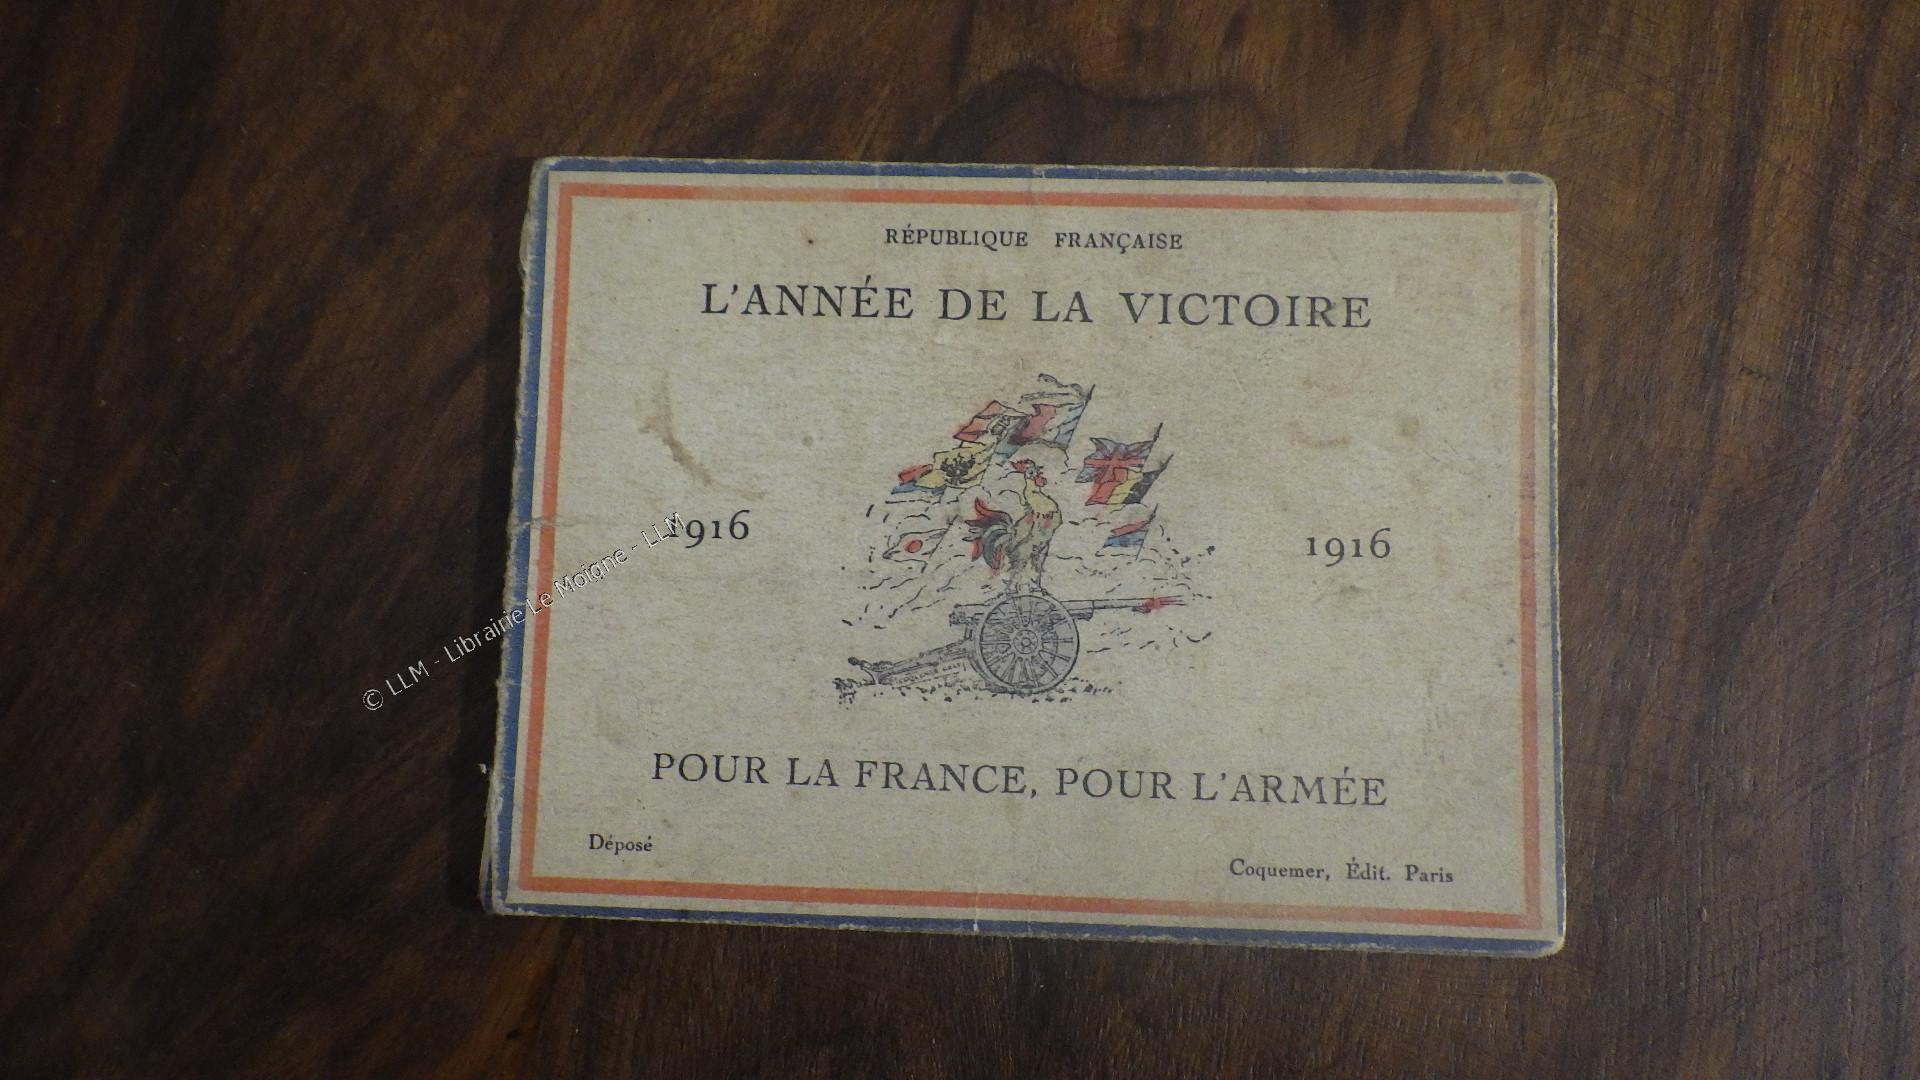 RÉPUBLIQUE FRANÇAISE
L'ANNÉE DE LA VICTOIRE
1916 1916
© LLM - Librairie Le Moigne - LLM
POUR LA FRANCE, POUR L'ARMÉE
Déposé
Coquemer, Édit. Paris